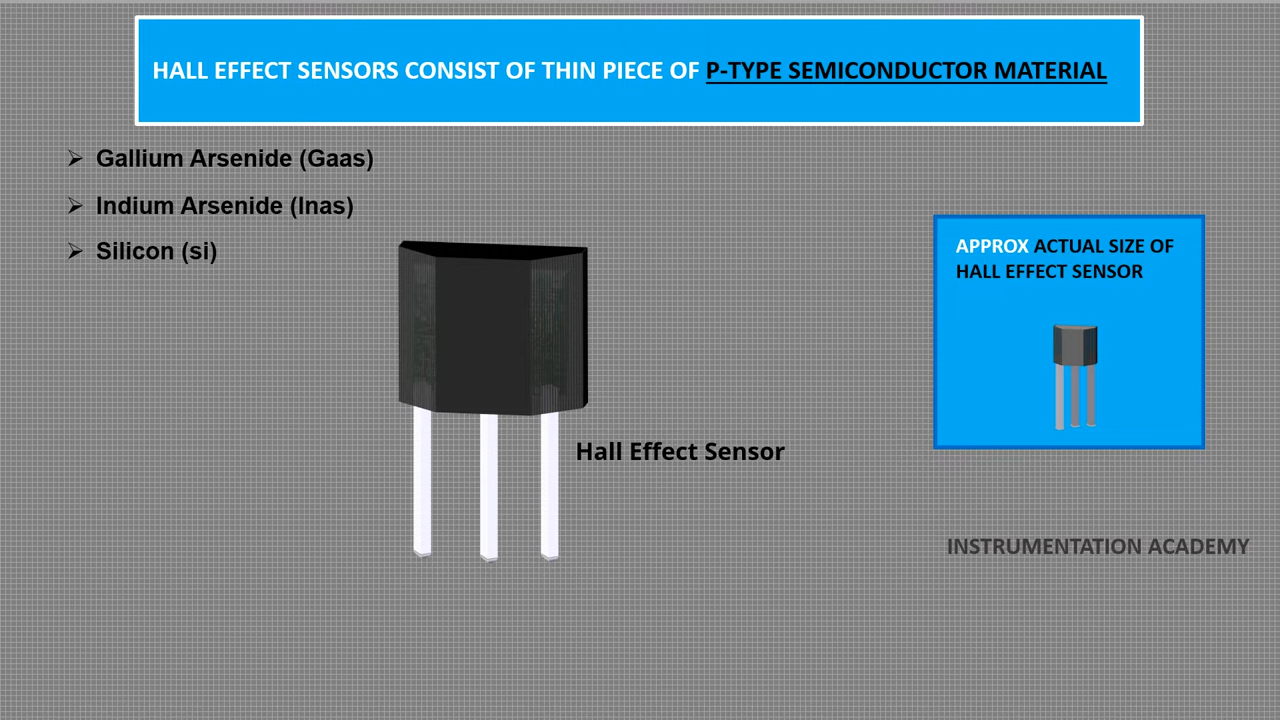 HALL EFFECT SENSORS CONSIST OF THIN PIECE OF P-TYPE SEMICONDUCTOR MATERIAL
Gallium Arsenide (Gaas)
Indium Arsenide (Inas)
Silicon (si)
APPROX ACTUAL SIZE OF
HALL EFFECT SENSOR
Hall Effect Sensor
INSTRUMENTATION ACADEMY